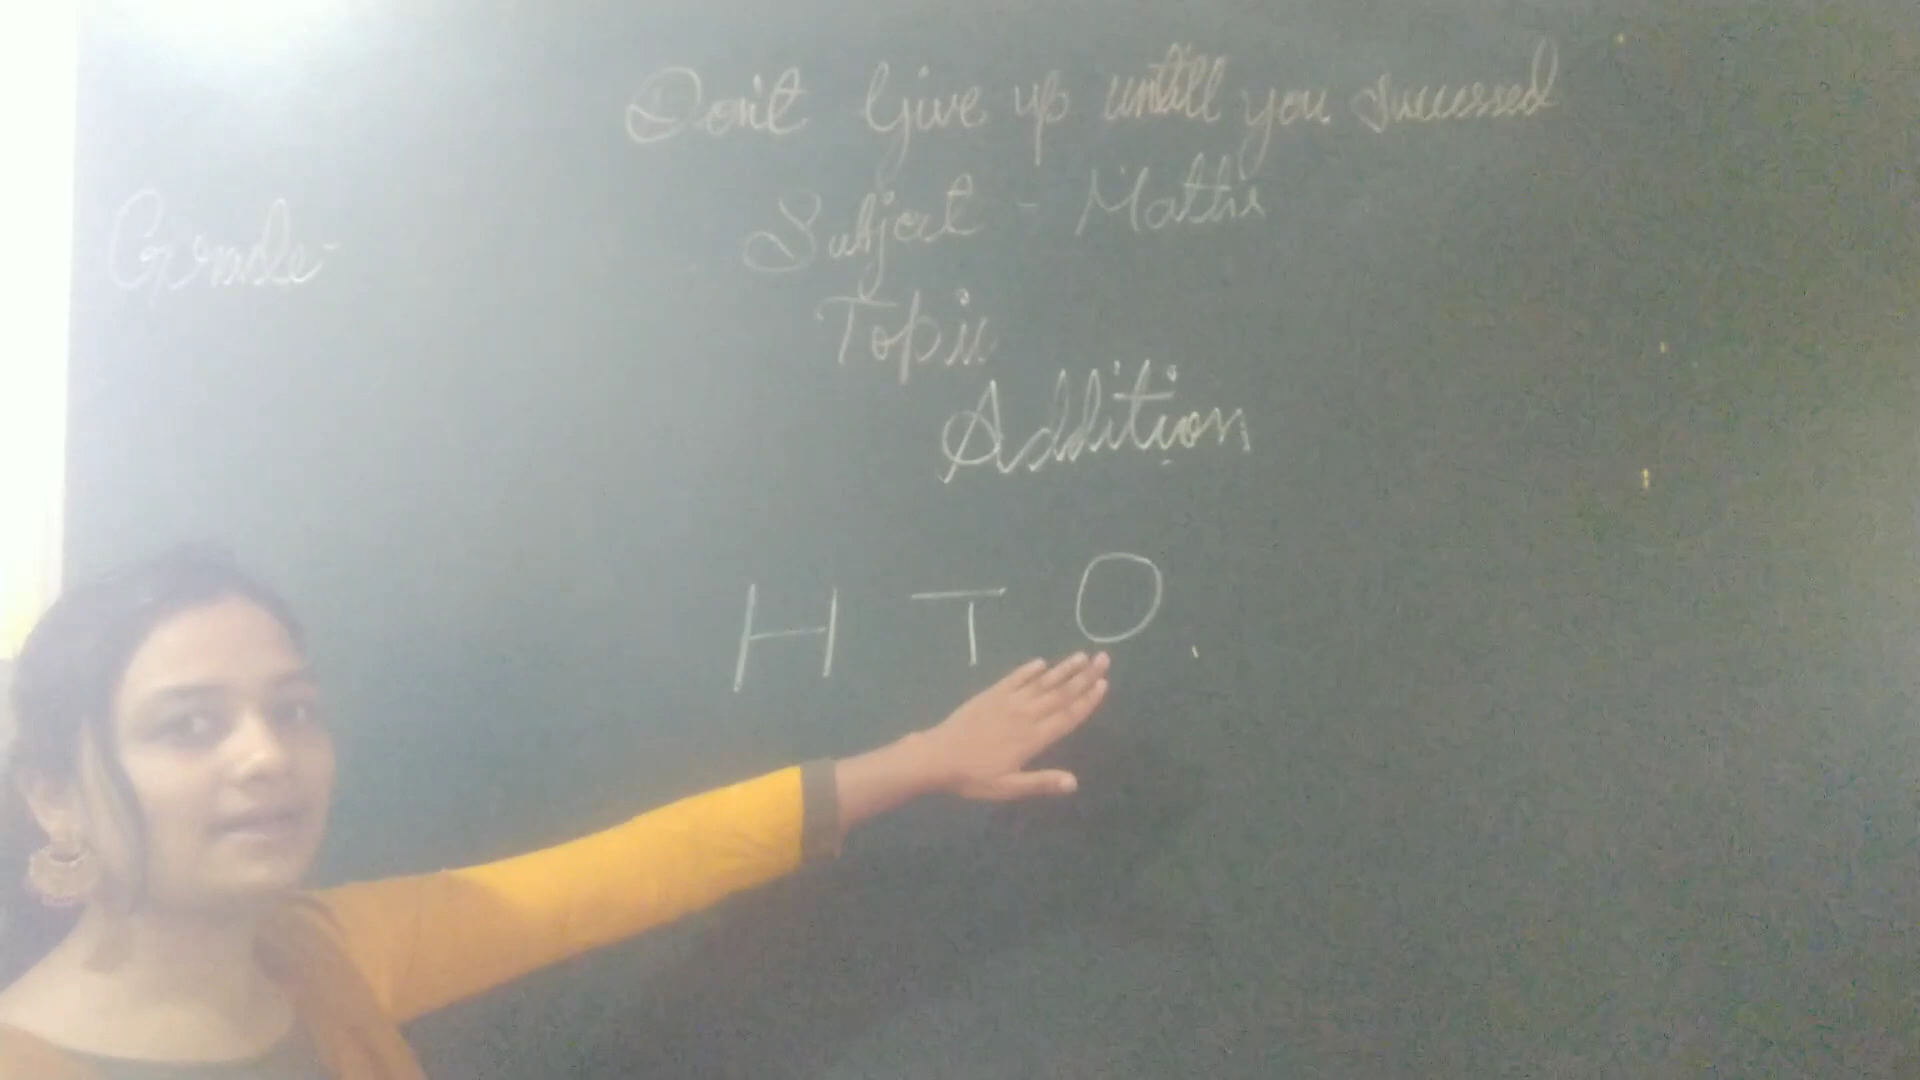 Don't Give up untill you successed
Subject - Maths
Grade-
Topic
Addition
H T O